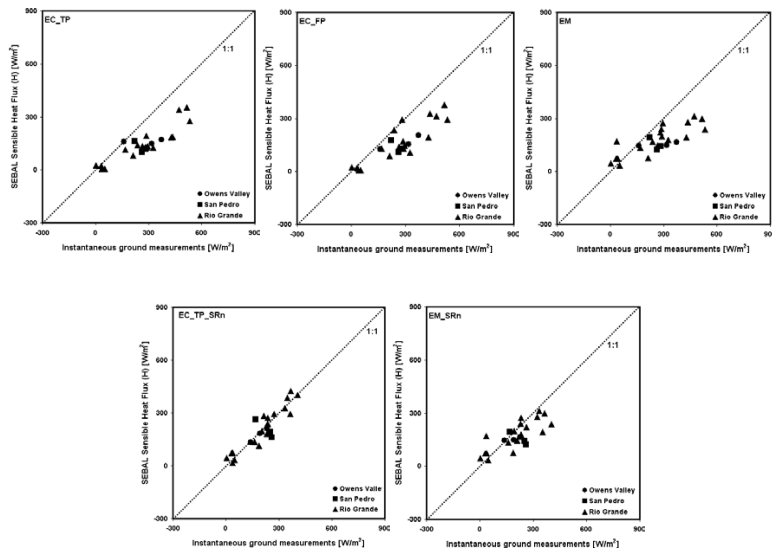 EC_TP
900
600
300
0
-300
-300
0
300
600
900
SEBAL Sensible Heat Flux (H) [W/m²]
1:1
Owens Valley
San Pedro
Rio Grande
Instantaneous ground measurements [W/m²]
EC_FP
900
600
300
0
-300
-300
0
300
600
900
SEBAL Sensible Heat Flux (H) [W/m²]
1:1
Owens Valley
San Pedro
Rio Grande
Instantaneous ground measurements [W/m²]
EM
900
600
300
0
-300
-300
0
300
600
90
SEBAL Sensible Heat Flux (H) [W/m²]
1:1
Owens Valley
San Pedro
Rio Grande
Instantaneous ground measurements [W/m²]
EC_TP_SRn
900
600
300
0
-300
-300
0
300
600
900
SEBAL Sensible Heat Flux (H) [W/m²]
1:1
Owens Valle
San Pedro
Rio Grande
Instantaneous ground measurements [W/m²]
EM_SRn
900
600
300
0
-300
-300
0
300
600
900
SEBAL Sensible Heat Flux (H) [W/m²]
1:1
Owens Valley
San Pedro
Rio Grande
Instantaneous ground measurements [W/m²]